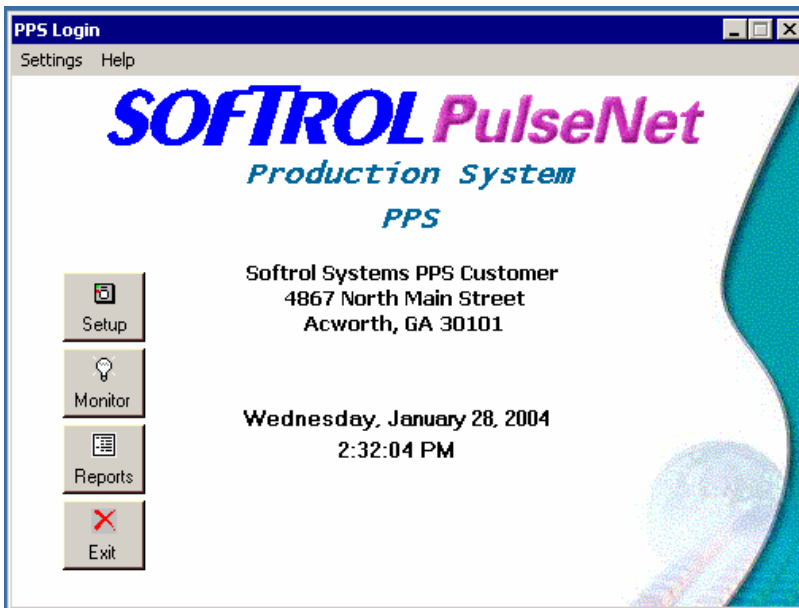 PPS Login
Settings Help
SOFTROL PulseNet
Production System
PPS
Softrol Systems PPS Customer
4867 North Main Street
Acworth, GA 30101
Setup
Monitor
Wednesday, January 28, 2004
2:32:04 PM
Reports
Exit